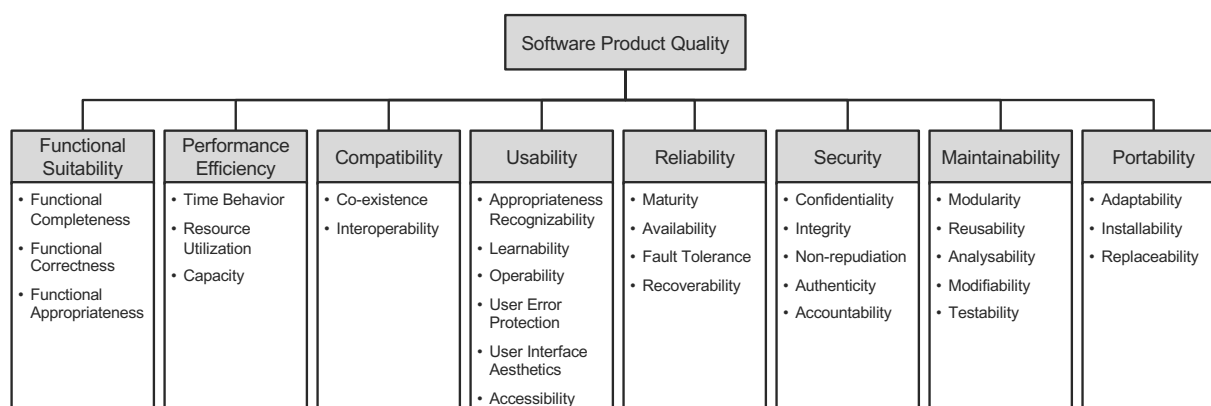 Software Product Quality
Functional
Suitability
• Functional
Completeness
• Functional
Correctness
• Functional
Appropriateness
Performance
Efficiency
• Time Behavior
• Resource
Utilization
• Capacity
Compatibility
• Co-existence
• Interoperability
Usability
• Appropriateness
Recognizability
• Learnability
• Operability
• User Error
Protection
• User Interface
Aesthetics
• Accessibility
Reliability
• Maturity
• Availability
• Fault Tolerance
• Recoverability
Security
• Confidentiality
• Integrity
• Non-repudiation
• Authenticity
• Accountability
Maintainability
• Modularity
• Reusability
• Analysability
• Modifiability
• Testability
Portability
• Adaptability
• Installability
• Replaceability